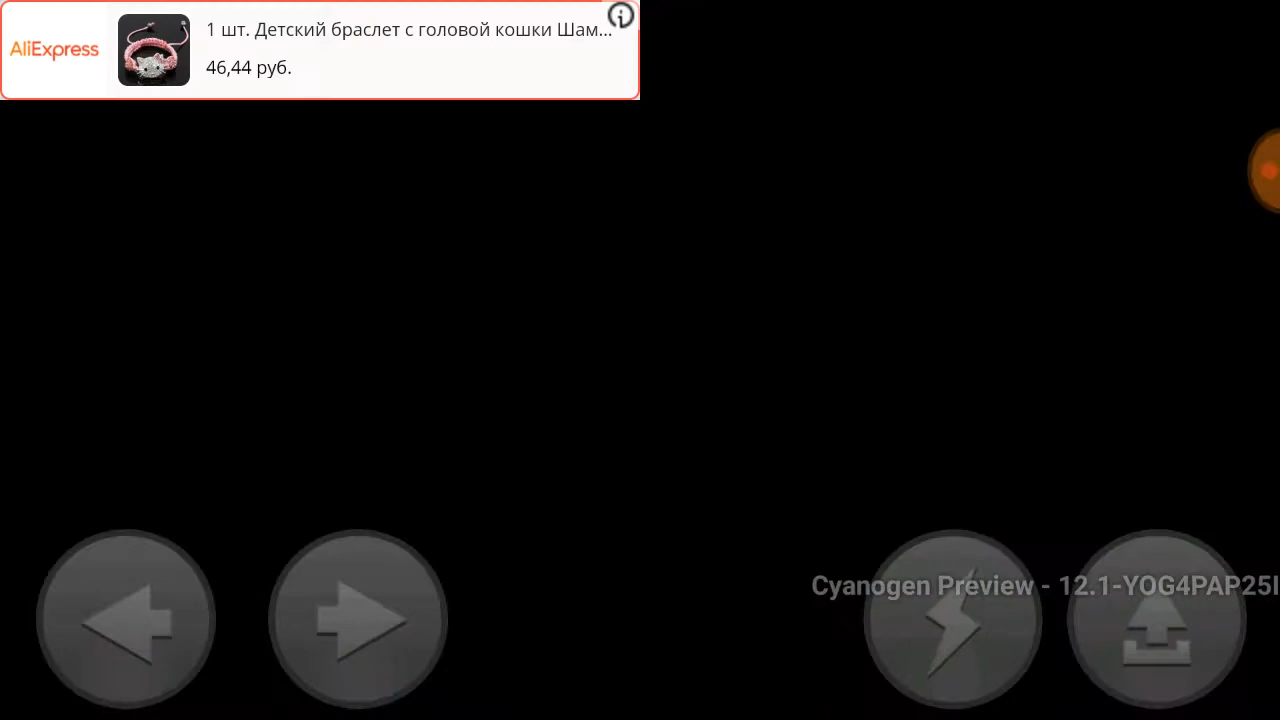 AliExpress
1 шт. Детский браслет с головой кошки Шам...
46,44 руб.
Cyanogen Preview - 12.1-YOG4PAP25I